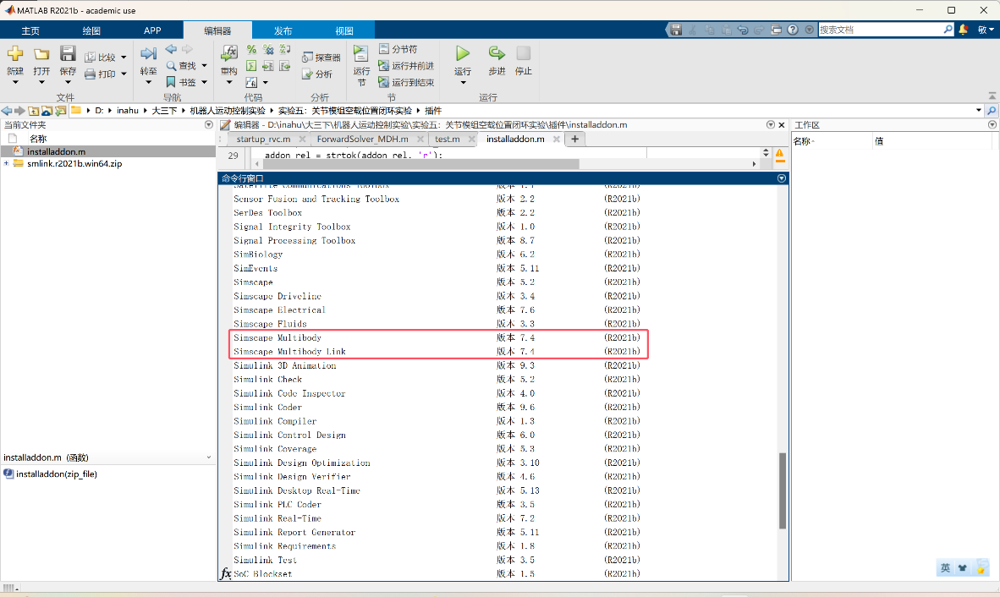 MATLAB R2021b - academic use
主页 绘图 APP 编辑器 发布 视图
搜索文档 敏
新建 打开 保存 比较 打印
转至 查找 书签
重构
探查器 分析
运行节 分节符 运行并前进 运行到结束
运行 步进 停止
文件 导航 代码 分析 节 运行
D: inahu 大三下 机器人运动控制实验 实验五：关节模组空载位置闭环实验 插件
当前文件夹
名称
installaddon.m
smlink.r2021b.win64.zip
installaddon.m (函数)
installaddon(zip_file)
编辑器 - D:\inahu\大三下\机器人运动控制实验\实验五：关节模组空载位置闭环实验\插件\installaddon.m
startup_rvc.m ForwardSolver_MDH.m test.m installaddon.m
29 addon_rel = strtok(addon_rel, 'r');
命令行窗口
Satellite Communications Toolbox 版本 1.1 (R2021b)
Sensor Fusion and Tracking Toolbox 版本 2.2 (R2021b)
SerDes Toolbox 版本 2.2 (R2021b)
Signal Integrity Toolbox 版本 1.0 (R2021b)
Signal Processing Toolbox 版本 8.7 (R2021b)
SimBiology 版本 6.2 (R2021b)
SimEvents 版本 5.11 (R2021b)
Simscape 版本 5.2 (R2021b)
Simscape Driveline 版本 3.4 (R2021b)
Simscape Electrical 版本 7.6 (R2021b)
Simscape Fluids 版本 3.3 (R2021b)
Simscape Multibody 版本 7.4 (R2021b)
Simscape Multibody Link 版本 7.4 (R2021b)
Simulink 3D Animation 版本 9.3 (R2021b)
Simulink Check 版本 5.2 (R2021b)
Simulink Code Inspector 版本 4.0 (R2021b)
Simulink Coder 版本 9.6 (R2021b)
Simulink Compiler 版本 1.3 (R2021b)
Simulink Control Design 版本 6.0 (R2021b)
Simulink Coverage 版本 5.3 (R2021b)
Simulink Design Optimization 版本 3.10 (R2021b)
Simulink Design Verifier 版本 4.6 (R2021b)
Simulink Desktop Real-Time 版本 5.13 (R2021b)
Simulink PLC Coder 版本 3.5 (R2021b)
Simulink Real-Time 版本 7.2 (R2021b)
Simulink Report Generator 版本 5.11 (R2021b)
Simulink Requirements 版本 1.8 (R2021b)
Simulink Test 版本 3.5 (R2021b)
SoC Blockset 版本 1.5 (R2021b)
fx
工作区
名称 值
英